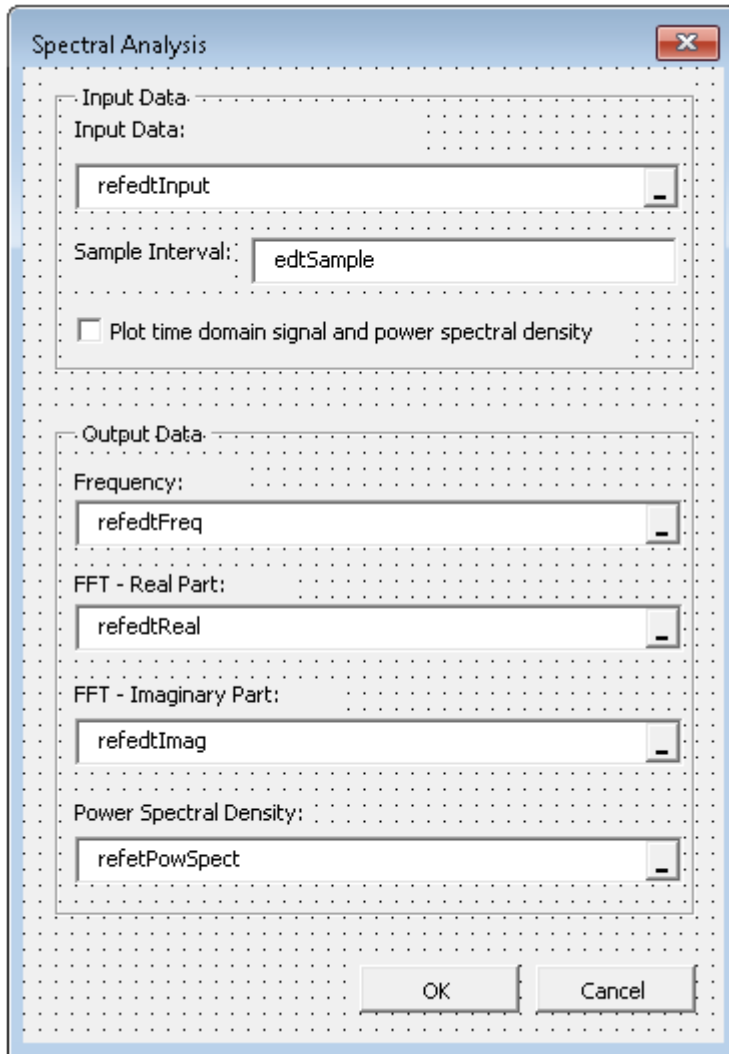 Spectral Analysis
Input Data
Input Data:
refedtInput
Sample Interval:
edtSample
Plot time domain signal and power spectral density
Output Data
Frequency:
refedtFreq
FFT - Real Part:
refedtReal
FFT - Imaginary Part:
refedtImag
Power Spectral Density:
refetPowSpect
OK
Cancel